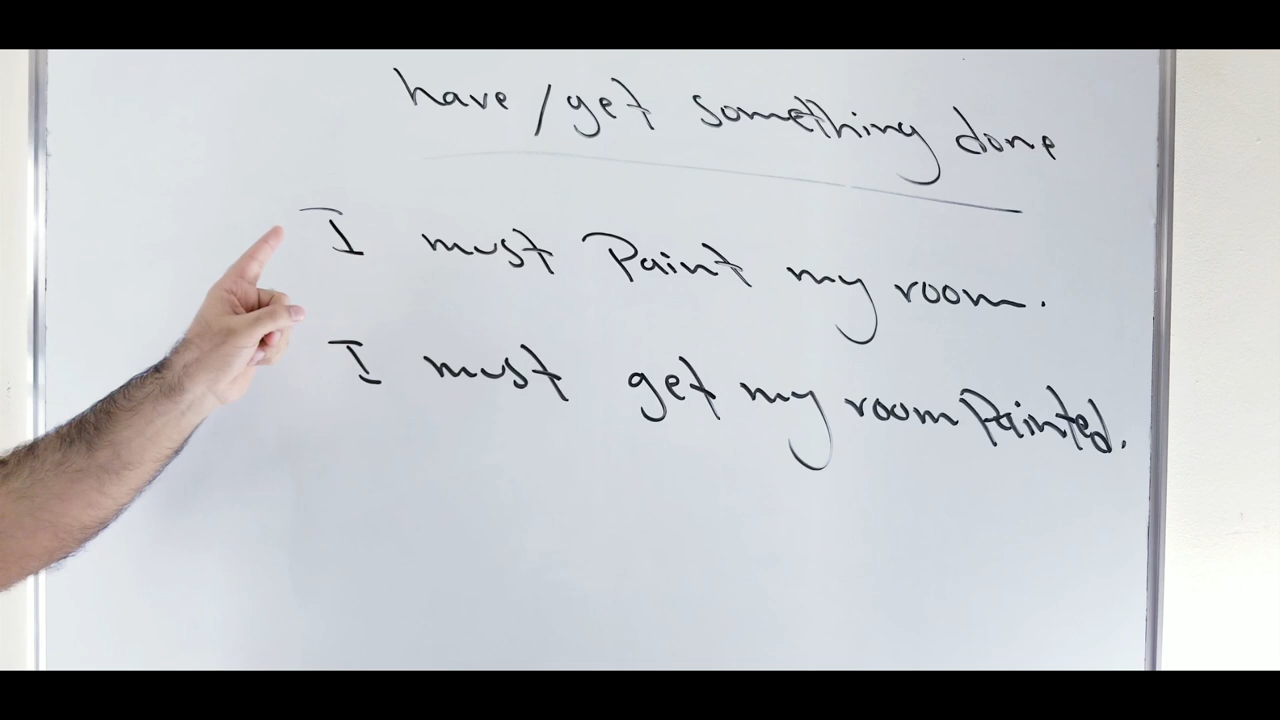 have / get something done
I must Paint my room.
I must get my room Painted.